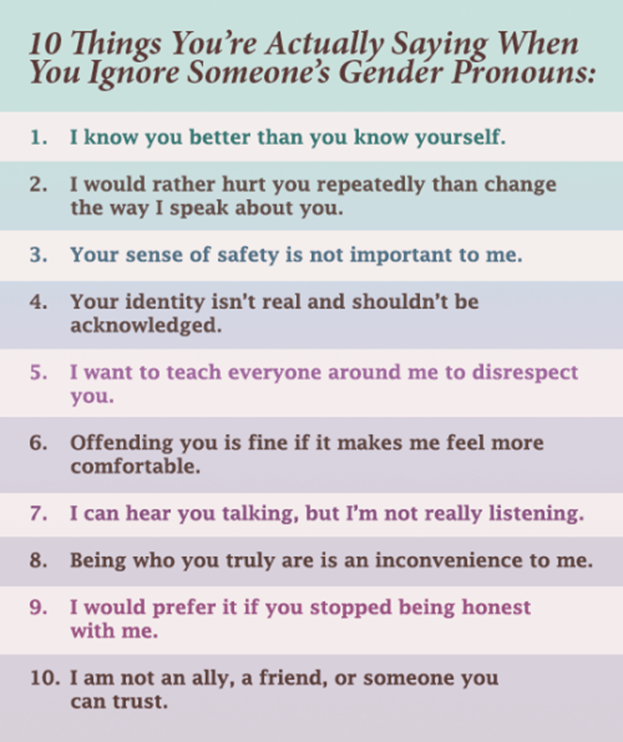 10 Things You're Actually Saying When
You Ignore Someone's Gender Pronouns:
1. I know you better than you know yourself.
2. I would rather hurt you repeatedly than change
the way I speak about you.
3. Your sense of safety is not important to me.
4. Your identity isn't real and shouldn't be
acknowledged.
5. I want to teach everyone around me to disrespect
you.
6. Offending you is fine if it makes me feel more
comfortable.
7. I can hear you talking, but I'm not really listening.
8. Being who you truly are is an inconvenience to me.
9. I would prefer it if you stopped being honest
with me.
10. I am not an ally, a friend, or someone you
can trust.